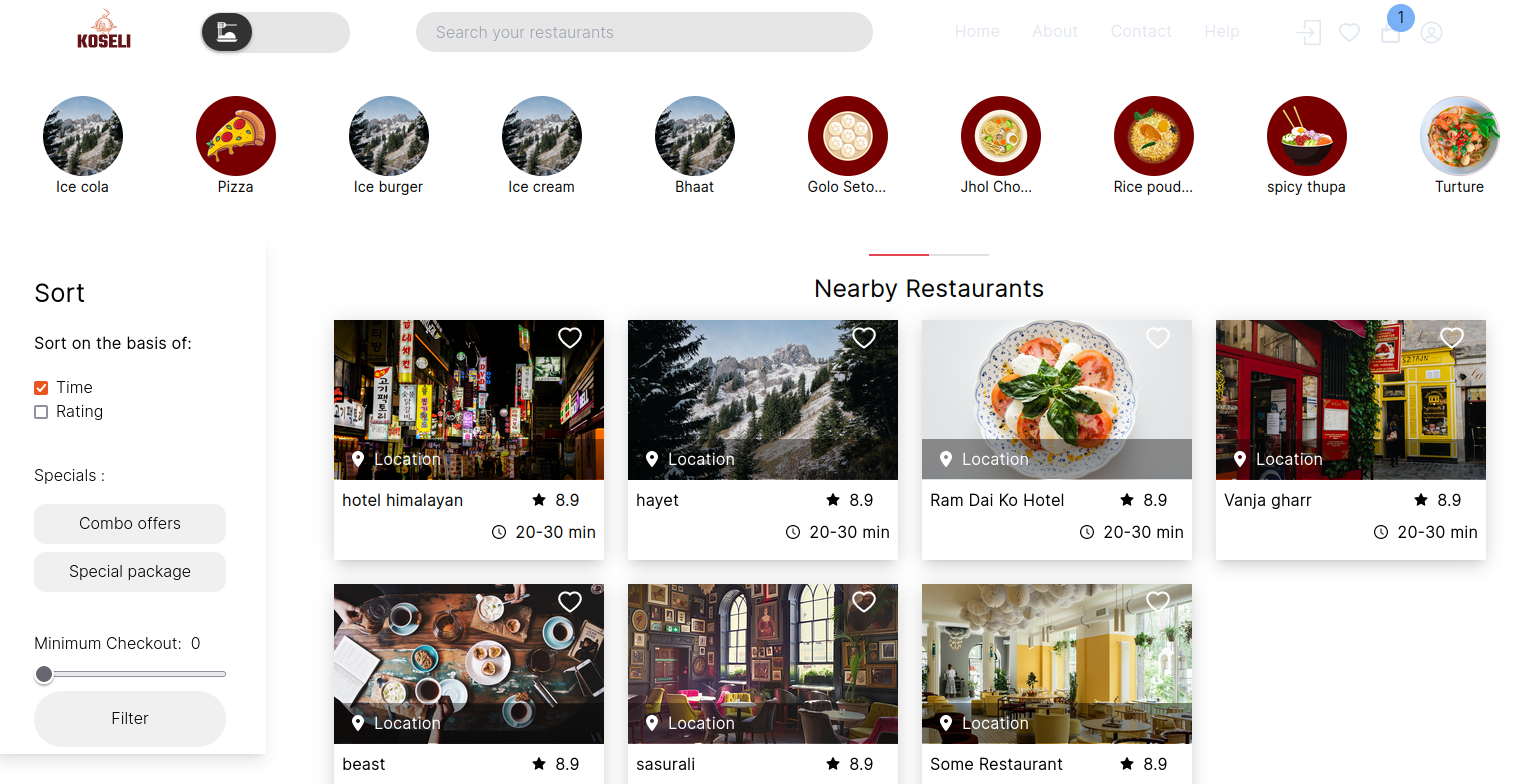 KOSELI
Search your restaurants
Home About Contact Help
1
Ice cola
Pizza
Ice burger
Ice cream
Bhaat
Golo Seto...
Jhol Cho...
Rice poud...
spicy thupa
Turture
Sort
Sort on the basis of:
Time
Rating
Specials :
Combo offers
Special package
Minimum Checkout: 0
Filter
Nearby Restaurants
Location
hotel himalayan 8.9
20-30 min
Location
hayet 8.9
20-30 min
Location
Ram Dai Ko Hotel 8.9
20-30 min
SZTAJN
Location
Vanja gharr 8.9
20-30 min
Location
beast 8.9
Location
sasurali 8.9
Location
Some Restaurant 8.9